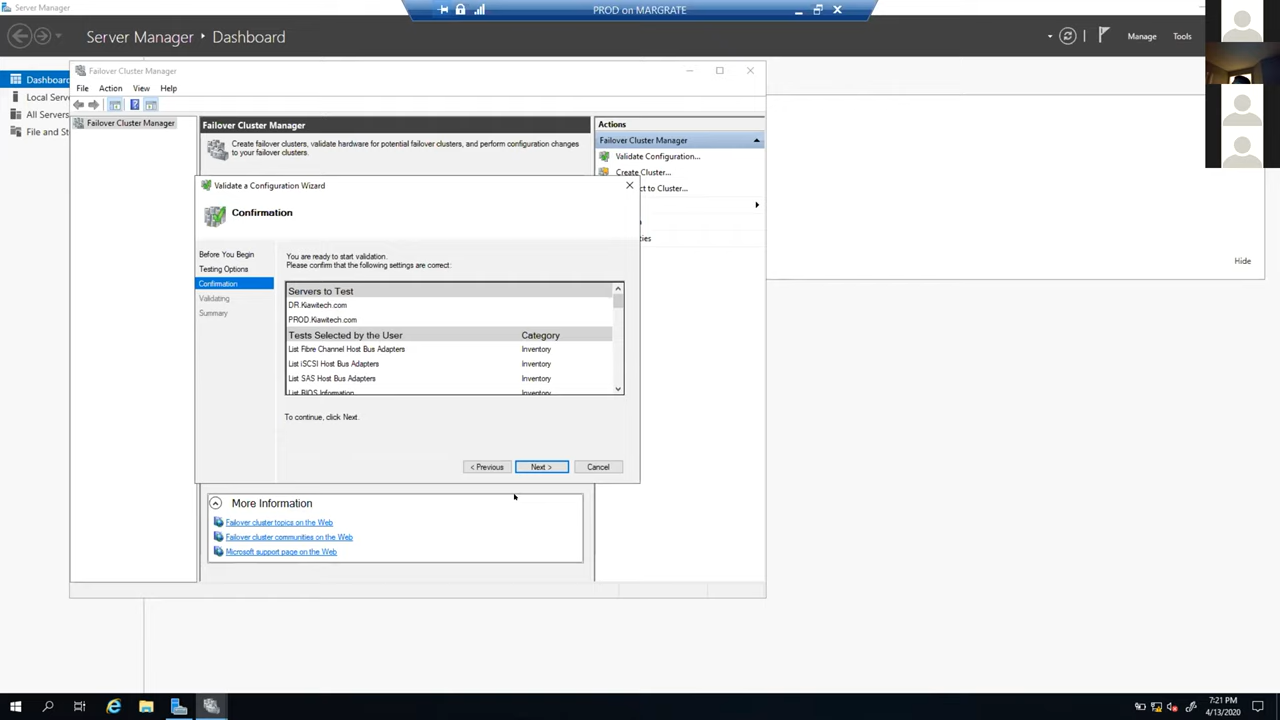 Server Manager
PROD on MARGRATE
Server Manager • Dashboard
Manage
Tools
Dashboard
Local Serve
All Servers
File and St
Failover Cluster Manager
File
Action
View
Help
Failover Cluster Manager
Failover Cluster Manager
Create failover clusters, validate hardware for potential failover clusters, and perform configuration changes
to your failover clusters.
Actions
Failover Cluster Manager
Validate Configuration...
Create Cluster...
ct to Cluster...
ties
Hide
Validate a Configuration Wizard
Confirmation
Before You Begin
Testing Options
Confirmation
Validating
Summary
You are ready to start validation.
Please confirm that the following settings are correct:
Servers to Test
DR.Kiawitech.com
PROD.Kiawitech.com
Tests Selected by the User
Category
List Fibre Channel Host Bus Adapters
Inventory
List iSCSI Host Bus Adapters
Inventory
List SAS Host Bus Adapters
Inventory
List BIOS Information
Inventory
To continue, click Next.
< Previous
Next >
Cancel
More Information
Failover cluster topics on the Web
Failover cluster communities on the Web
Microsoft support page on the Web
7:21 PM
4/13/2020